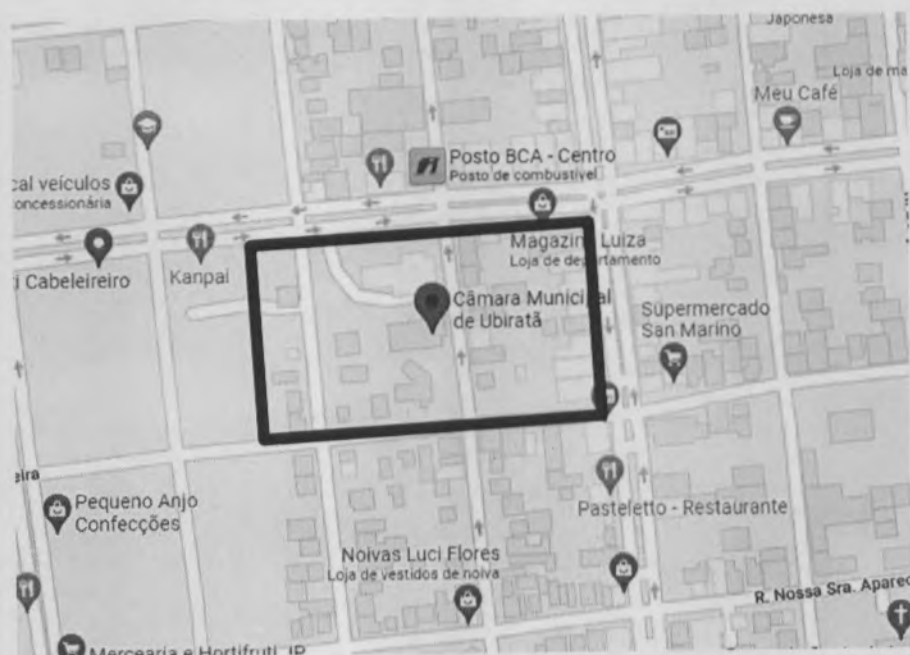 Japonesa
Loja de ma
Meu Café
Posto BCA - Centro
Posto de combustível
cal veículos
oncessionária
Magazine Luiza
Loja de departamento
i Cabeleireiro
Kanpai
Câmara Municipal
de Ubiratã
Supermercado
San Marino
eira
Pequeno Anjo
Confecções
Pasteletto - Restaurante
Noivas Luci Flores
Loja de vestidos de noiva
R. Nossa Sra. Aparec
Mercearia e Hortifruti JP